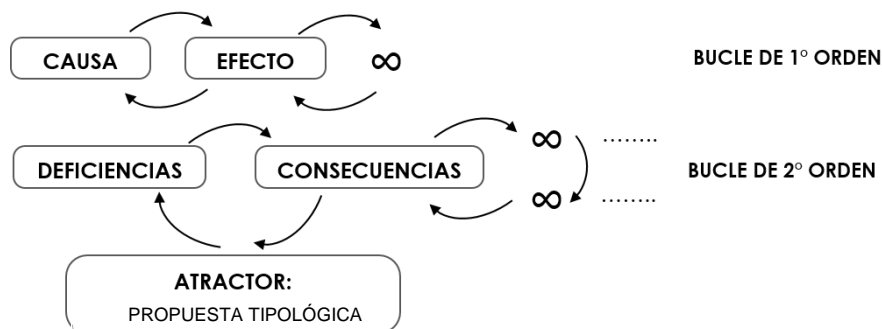 CAUSA EFECTO ∞ BUCLE DE 1° ORDEN
∞ ........
DEFICIENCIAS CONSECUENCIAS BUCLE DE 2° ORDEN
∞ ........
ATRACTOR:
PROPUESTA TIPOLÓGICA